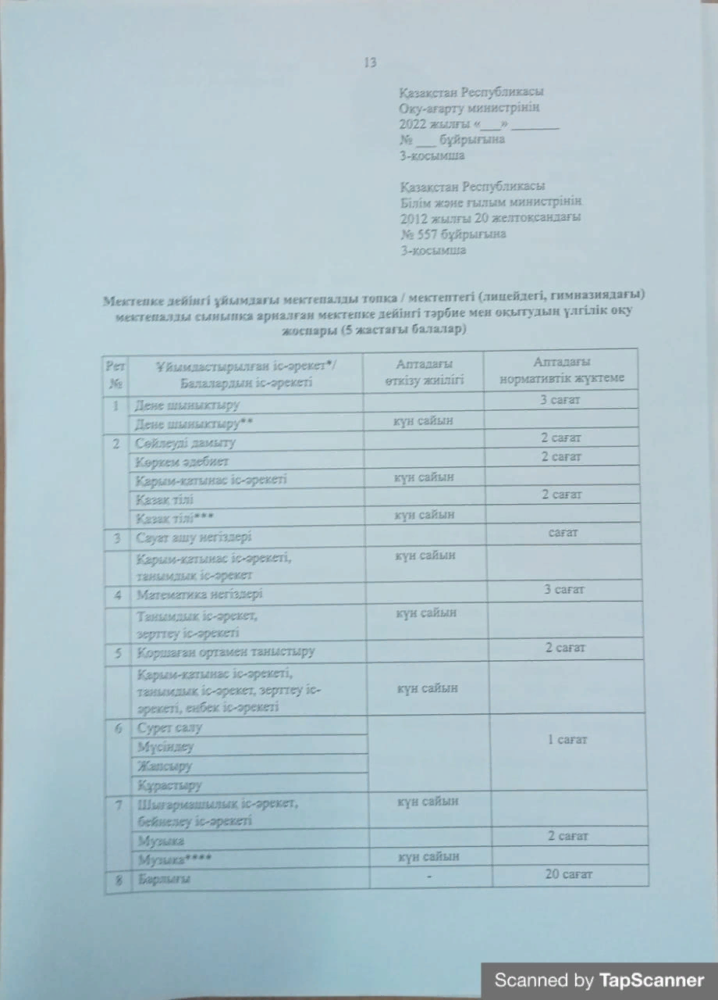 13
Қазақстан Республикасы
Оқу-ағарту министрінің
2022 жылғы «___» _______
№ ___ бұйрығына
3-қосымша
Қазақстан Республикасы
Білім және ғылым министрінің
2012 жылғы 20 желтоқсандағы
№ 557 бұйрығына
3-қосымша
Мектепке дейінгі ұйымдағы мектепалды топқа / мектептегі (лицейдегі, гимназиядағы)
мектепалды сыныпқа арналған мектепке дейінгі тәрбие мен оқытудың үлгілік оқу
жоспары (5 жастағы балалар)
Рет № Ұйымдастырылған іс-әрекет*/ Балалардың іс-әрекеті Аптадағы өткізу жиілігі Аптадағы нормативтік жүктеме
1 Дене шынықтыру 3 сағат
Дене шынықтыру** күн сайын
2 Сөйлеуді дамыту 2 сағат
Көркем әдебиет 2 сағат
Қарым-қатынас іс-әрекеті күн сайын
Қазақ тілі 2 сағат
Қазақ тілі*** күн сайын
3 Сауат ашу негіздері сағат
Қарым-қатынас іс-әрекеті, күн сайын
танымдық іс-әрекет
4 Математика негіздері 3 сағат
Танымдық іс-әрекет, күн сайын
зерттеу іс-әрекеті
5 Қоршаған ортамен таныстыру 2 сағат
Қарым-қатынас іс-әрекеті,
танымдық іс-әрекет, зерттеу іс- күн сайын
әрекеті, еңбек іс-әрекеті
6 Сурет салу 1 сағат
Мүсіндеу
Жапсыру
Құрастыру
7 Шығармашылық іс-әрекет, күн сайын
бейнелеу іс-әрекеті
Музыка 2 сағат
Музыка**** күн сайын
8 Барлығы - 20 сағат
Scanned by TapScanner